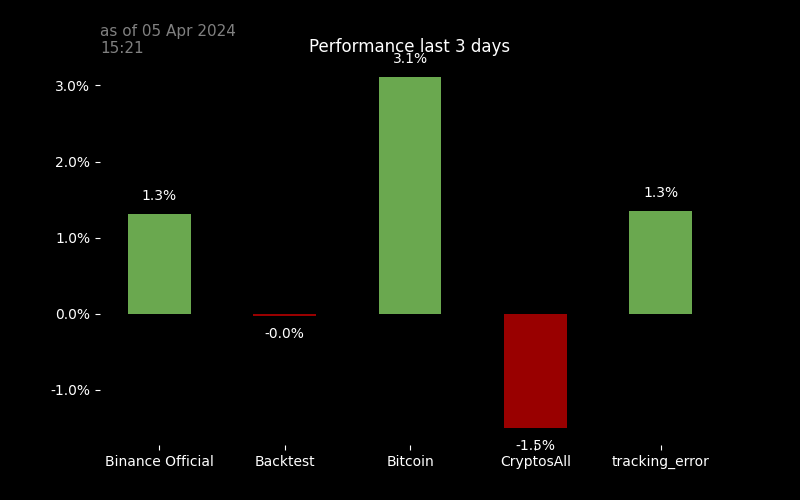 as of 05 Apr 2024
15:21
Performance last 3 days
3.1%
3.0%
2.0%
1.3%
1.3%
1.0%
0.0%
-0.0%
-1.0%
-1.5%
Binance Official
Backtest
Bitcoin
CryptosAll
tracking_error